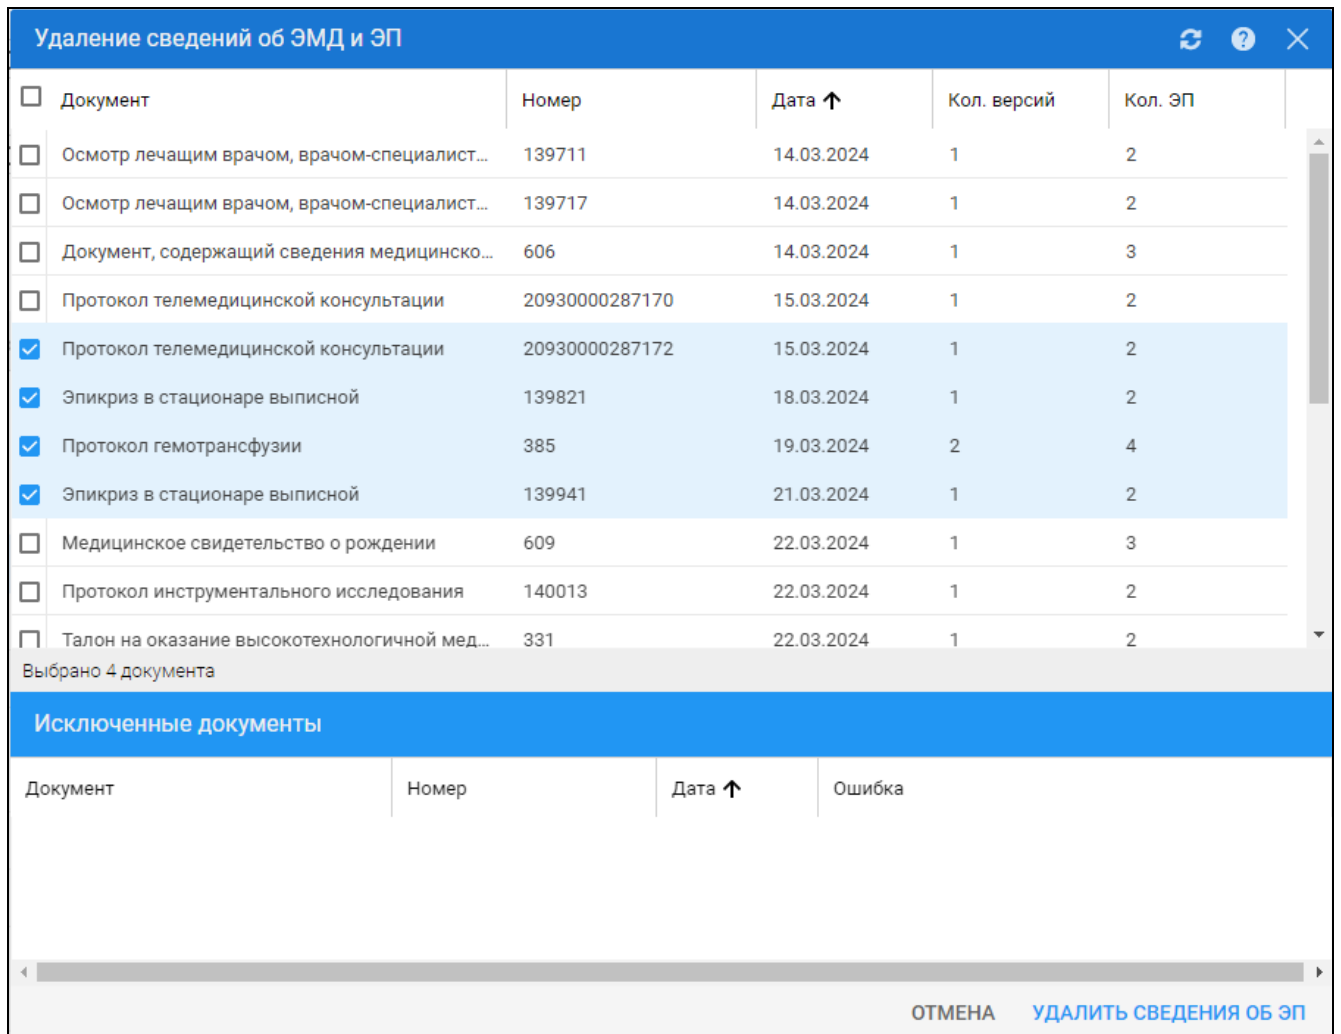 Удаление сведений об ЭМД и ЭП
Документ Номер Дата Кол. версий Кол. ЭП
Осмотр лечащим врачом, врачом-специалист... 139711 14.03.2024 1 2
Осмотр лечащим врачом, врачом-специалист... 139717 14.03.2024 1 2
Документ, содержащий сведения медицинско... 606 14.03.2024 1 3
Протокол телемедицинской консультации 20930000287170 15.03.2024 1 2
Протокол телемедицинской консультации 20930000287172 15.03.2024 1 2
Эпикриз в стационаре выписной 139821 18.03.2024 1 2
Протокол гемотрансфузии 385 19.03.2024 2 4
Эпикриз в стационаре выписной 139941 21.03.2024 1 2
Медицинское свидетельство о рождении 609 22.03.2024 1 3
Протокол инструментального исследования 140013 22.03.2024 1 2
Талон на оказание высокотехнологичной мед... 331 22.03.2024 1 2
Выбрано 4 документа
Исключенные документы
Документ Номер Дата Ошибка
ОТМЕНА УДАЛИТЬ СВЕДЕНИЯ ОБ ЭП